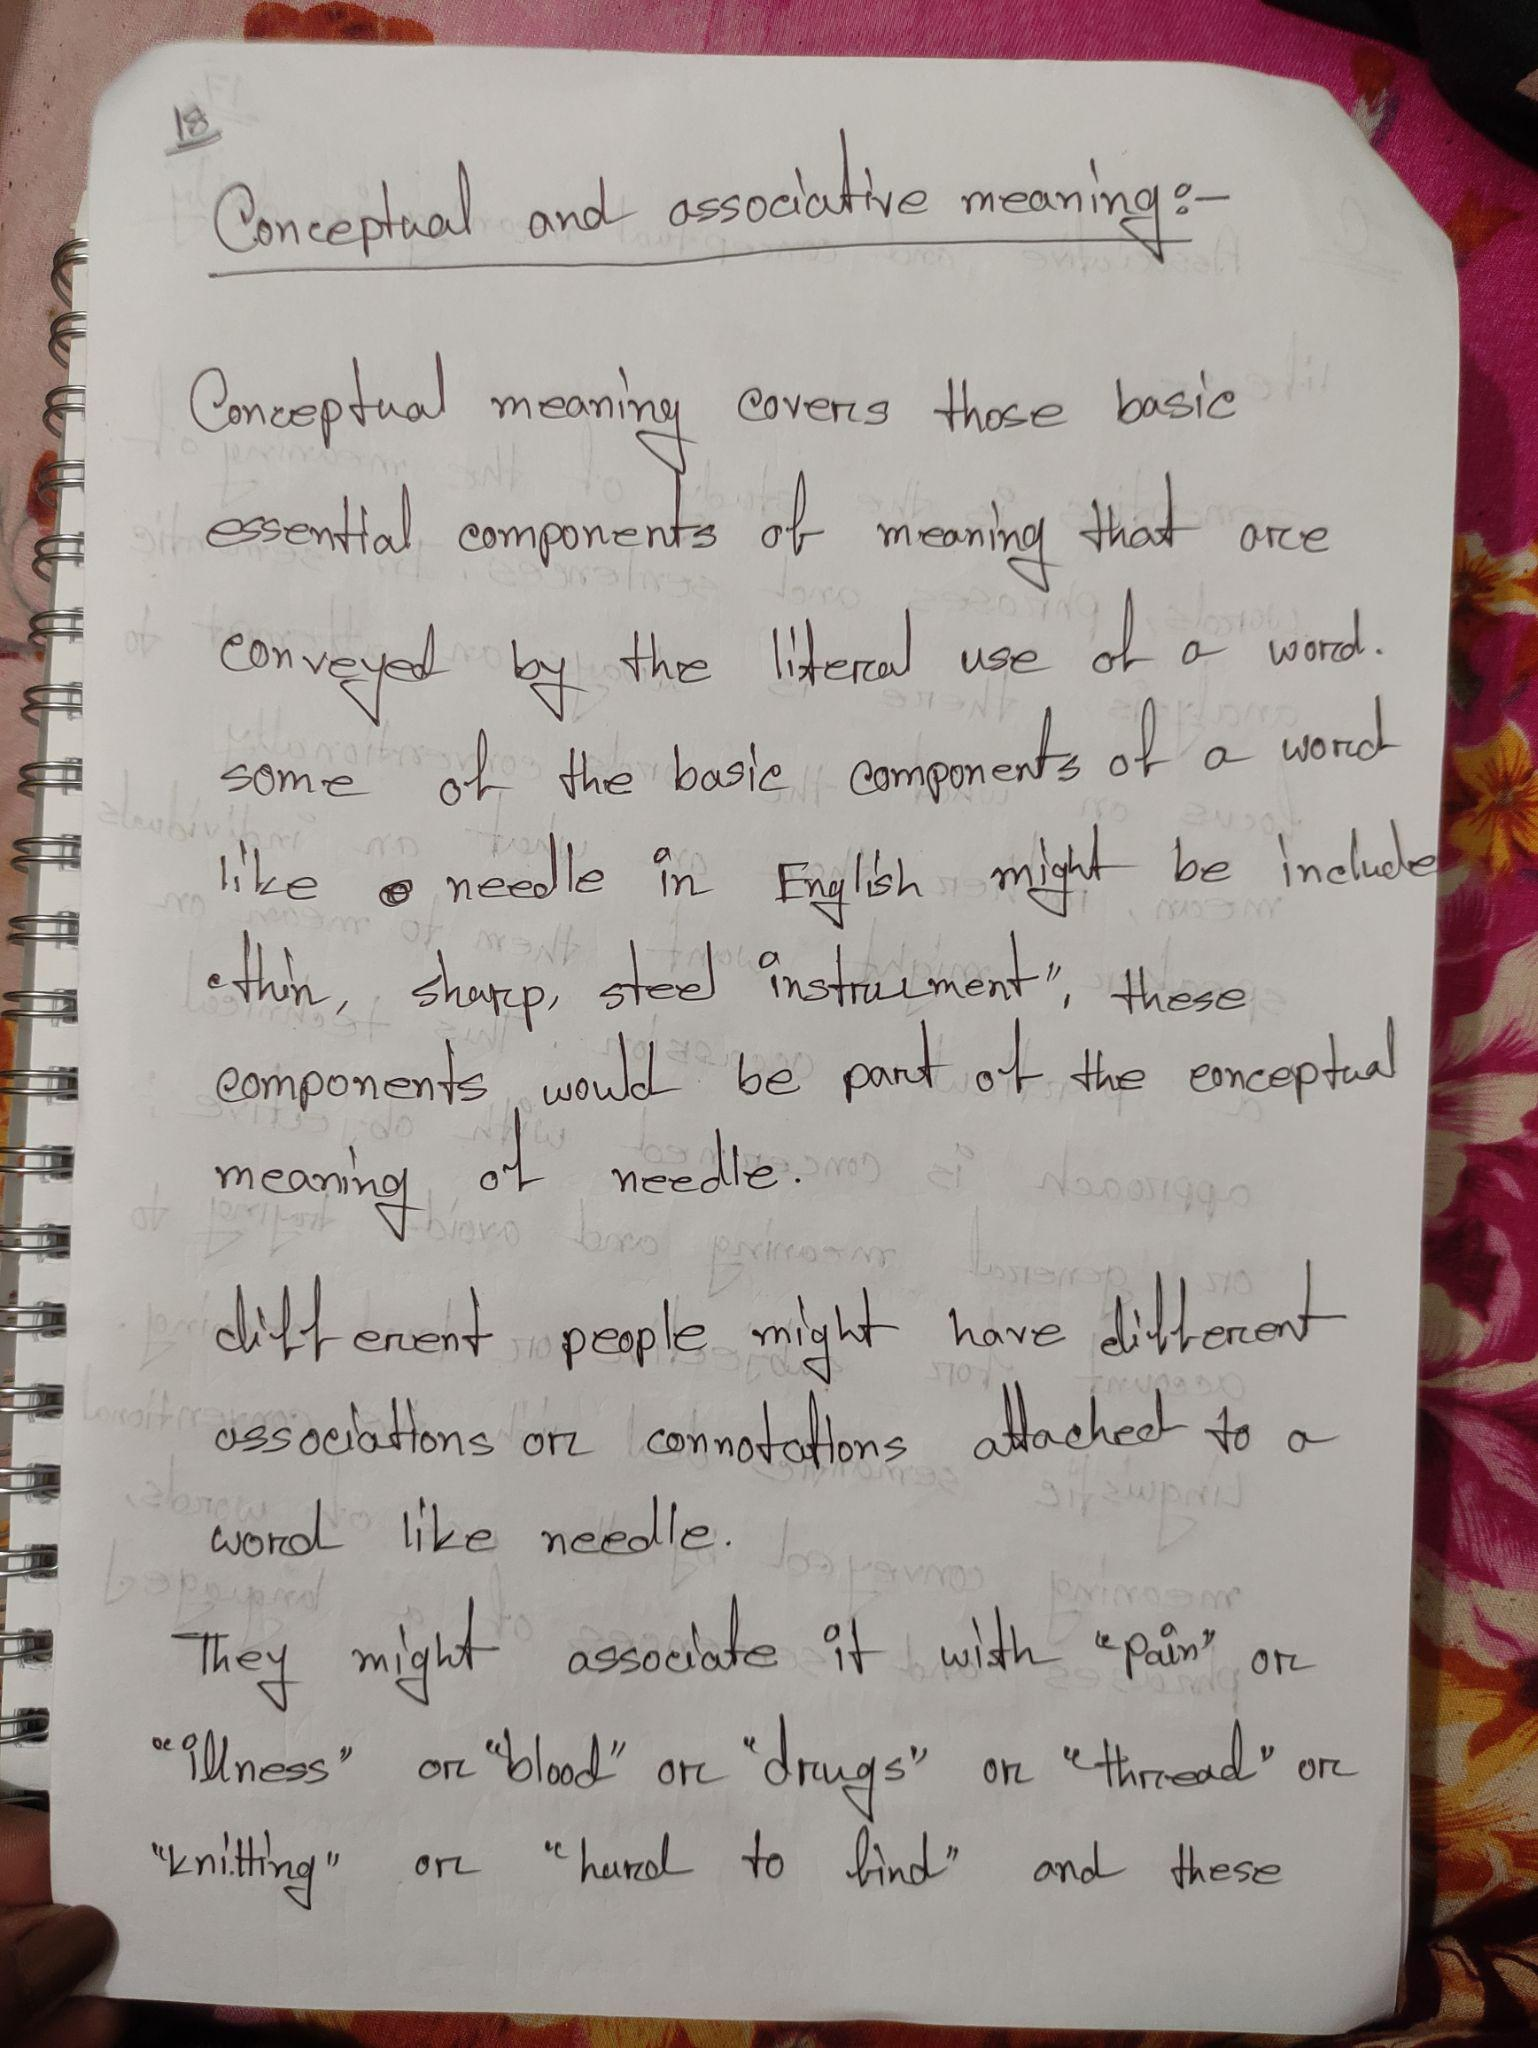 18
Conceptual and associative meaning:-
Conceptual meaning covers those basic
essential components of meaning that are
conveyed by the literal use of a word.
some of the basic components of a word
like needle in English might be include
"thin, sharp, steel instrument", these
components would be part of the conceptual
meaning of needle.
different people might have different
associations or connotations attached to a
word like needle.
They might associate it with "pain" or
"illness" or "blood" or "drugs" or "thread" or
"knitting" or "hard to find" and these